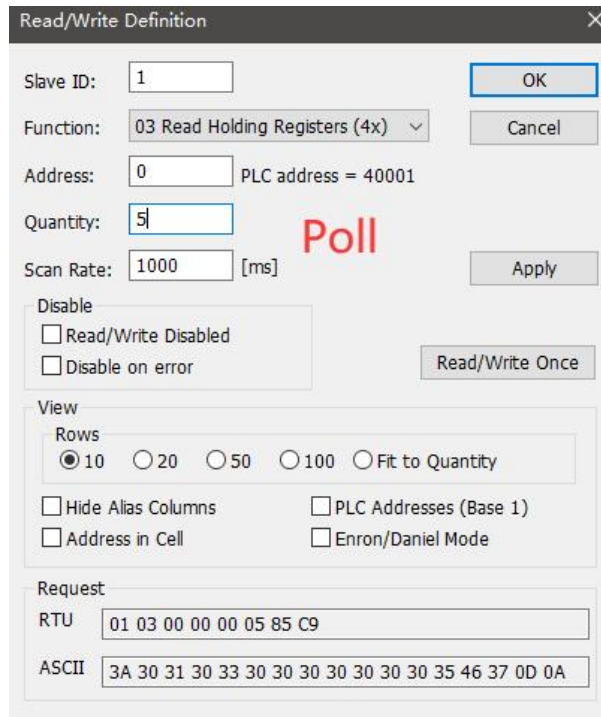 Read/Write Definition
Slave ID: 1 OK
Function: 03 Read Holding Registers (4x) Cancel
Address: 0 PLC address = 40001
Quantity: 5
Poll
Scan Rate: 1000 [ms] Apply
Disable
Read/Write Disabled
Disable on error
Read/Write Once
View
Rows
10 20 50 100 Fit to Quantity
Hide Alias Columns PLC Addresses (Base 1)
Address in Cell Enron/Daniel Mode
Request
RTU 01 03 00 00 00 05 85 C9
ASCII 3A 30 31 30 33 30 30 30 30 30 30 30 35 46 37 0D 0A